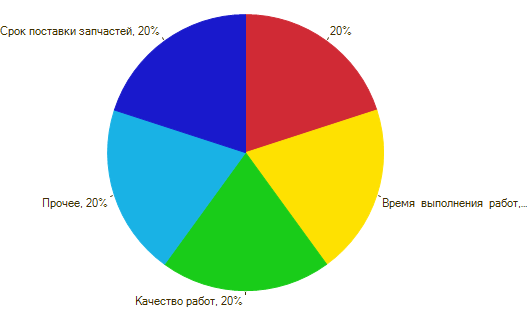 Срок поставки запчастей, 20%
20%
Время выполнения работ,...
Прочее, 20%
Качество работ, 20%